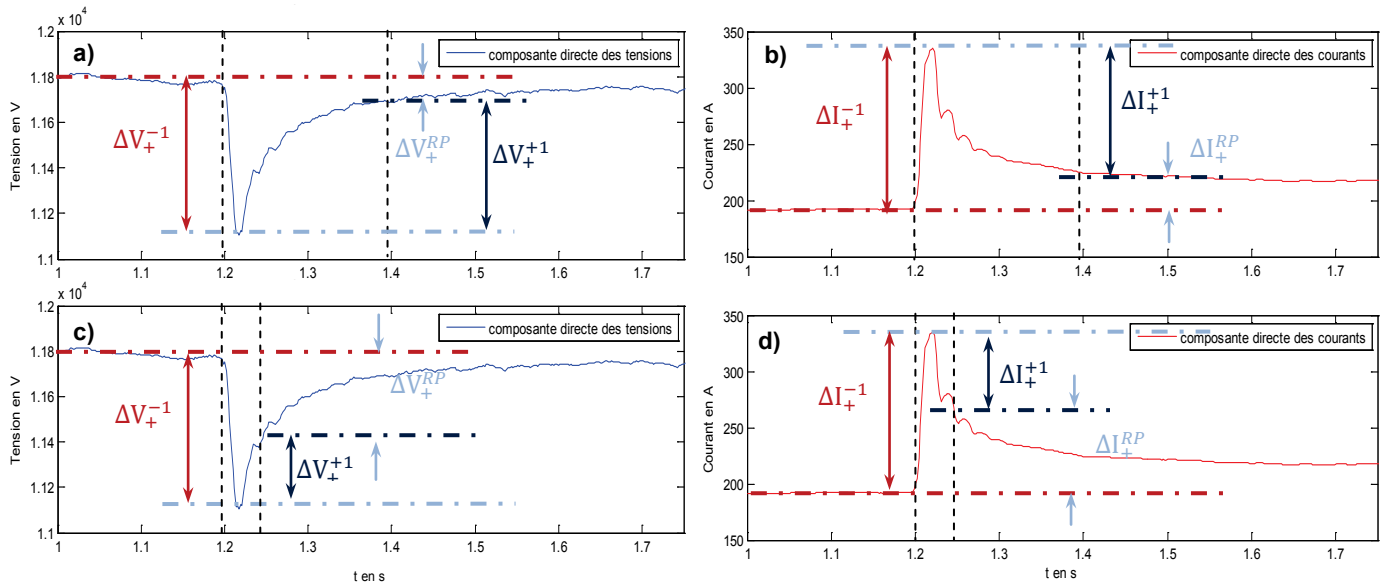 x 10⁴
1.2
1.18
1.16
1.14
1.12
1.1
Tension en V
a)
composante directe des tensions
ΔV₊⁻¹
ΔV₊ᴿᴾ
ΔV₊⁺¹
1 1.1 1.2 1.3 1.4 1.5 1.6 1.7
350
300
250
200
150
Courant en A
b)
composante directe des courants
ΔI₊⁻¹
ΔI₊⁺¹
ΔI₊ᴿᴾ
1 1.1 1.2 1.3 1.4 1.5 1.6 1.7
x 10⁴
1.2
1.18
1.16
1.14
1.12
1.1
Tension en V
c)
composante directe des tensions
ΔV₊⁻¹
ΔV₊ᴿᴾ
ΔV₊⁺¹
1 1.1 1.2 1.3 1.4 1.5 1.6 1.7
t en s
350
300
250
200
150
Courant en A
d)
composante directe des courants
ΔI₊⁻¹
ΔI₊⁺¹
ΔI₊ᴿᴾ
1 1.1 1.2 1.3 1.4 1.5 1.6 1.7
t en s